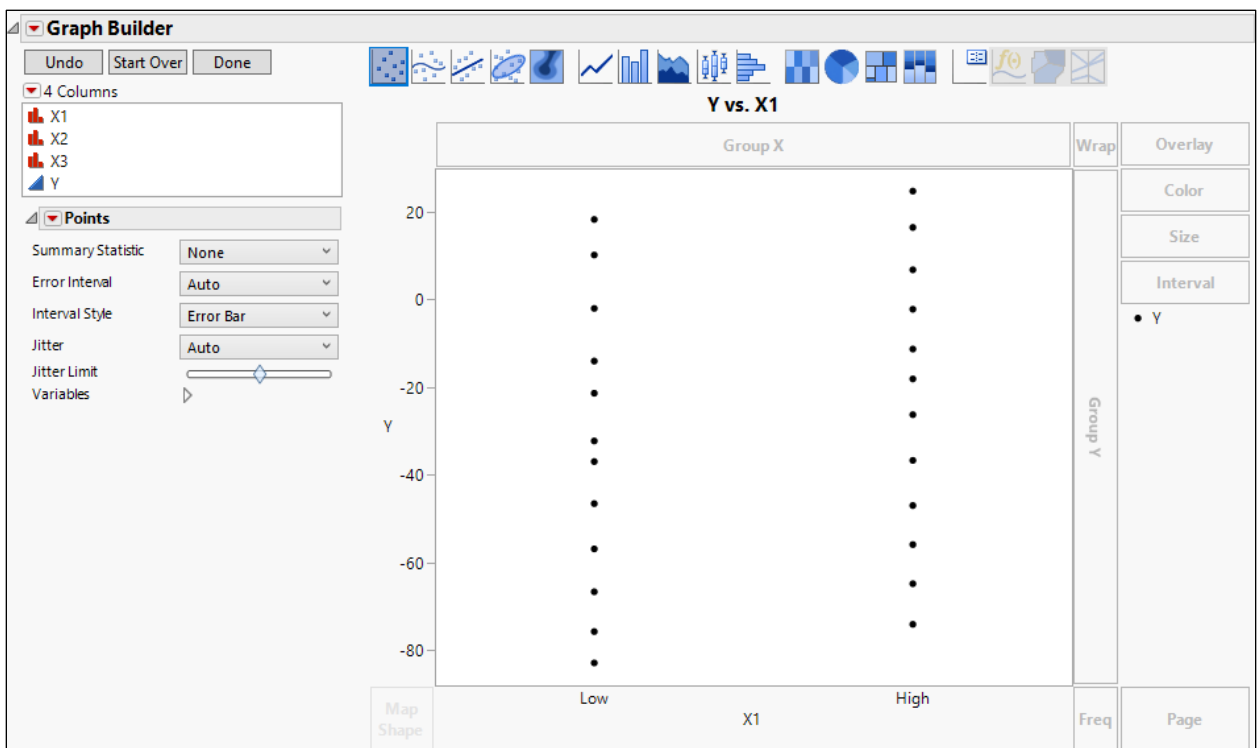 Graph Builder
Undo Start Over Done
4 Columns
X1
X2
X3
Y
Points
Summary Statistic None
Error Interval Auto
Interval Style Error Bar
Jitter Auto
Jitter Limit
Variables
f(θ)
Y vs. X1
Group X
Wrap
Overlay
Color
Size
Interval
Y
20
0
-20
-40
-60
-80
Y
Group Y
Low High
X1
Map
Shape
Freq
Page